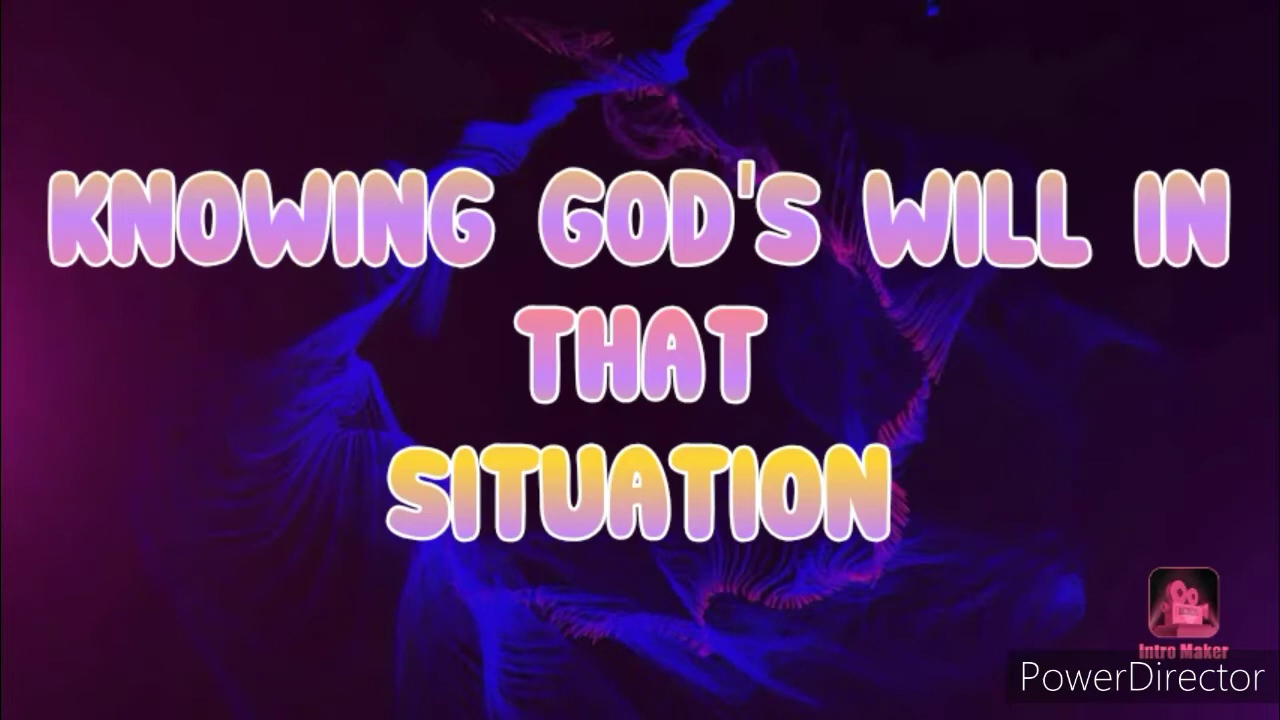 KNOWING GOD'S WILL IN
THAT
SITUATION
Intro Maker
PowerDirector